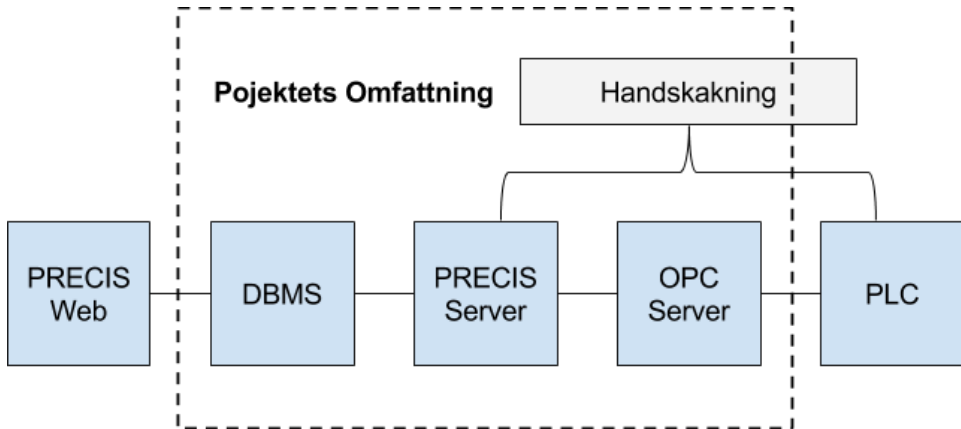 Pojektets Omfattning
Handskakning
PRECIS
Web
DBMS
PRECIS
Server
OPC
Server
PLC